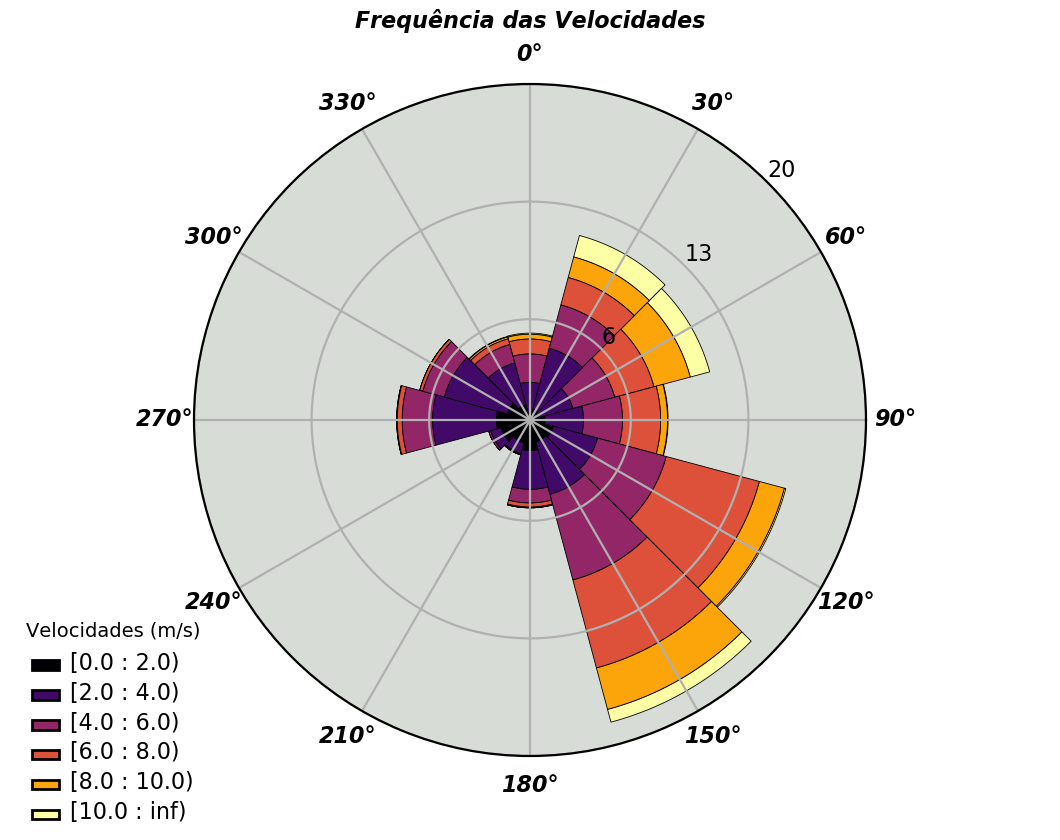 Frequência das Velocidades
0°
30°
60°
90°
120°
150°
180°
210°
240°
270°
300°
330°
20
13
6
Velocidades (m/s)
[0.0 : 2.0)
[2.0 : 4.0)
[4.0 : 6.0)
[6.0 : 8.0)
[8.0 : 10.0)
[10.0 : inf)